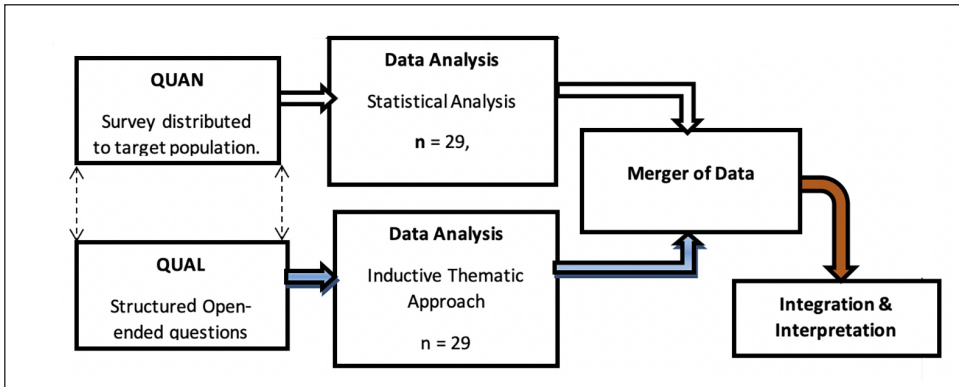 QUAN
Survey distributed
to target population.
Data Analysis
Statistical Analysis
n = 29,
Merger of Data
QUAL
Structured Open-
ended questions
Data Analysis
Inductive Thematic
Approach
n = 29
Integration &
Interpretation